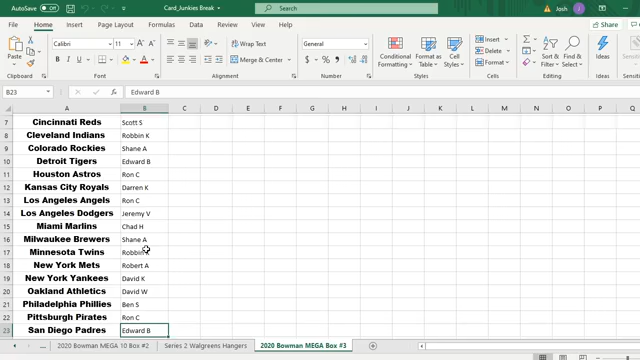 AutoSave Off Card_Junkies Break Search Josh J
File Home Insert Page Layout Formulas Data Review View Help Share
Calibri 11 Wrap Text General Insert Ideas
Paste B I U Merge & Center $ % Conditional Formatting Format as Table Cell Styles Delete Format
Clipboard Font Alignment Number Styles Cells Editing Ideas
B23 fx Edward B
A B C D E F G H I J K L M N O P Q
7 Cincinnati Reds Scott S
8 Cleveland Indians Robbin K
9 Colorado Rockies Shane A
10 Detroit Tigers Edward B
11 Houston Astros Ron C
12 Kansas City Royals Darren K
13 Los Angeles Angels Ron C
14 Los Angeles Dodgers Jeremy V
15 Miami Marlins Chad H
16 Milwaukee Brewers Shane A
17 Minnesota Twins Robbin K
18 New York Mets Robert A
19 New York Yankees David K
20 Oakland Athletics David W
21 Philadelphia Phillies Ben S
22 Pittsburgh Pirates Ron C
23 San Diego Padres Edward B
... 2020 Bowman MEGA 10 Box #2 Series 2 Walgreens Hangers 2020 Bowman MEGA Box #3